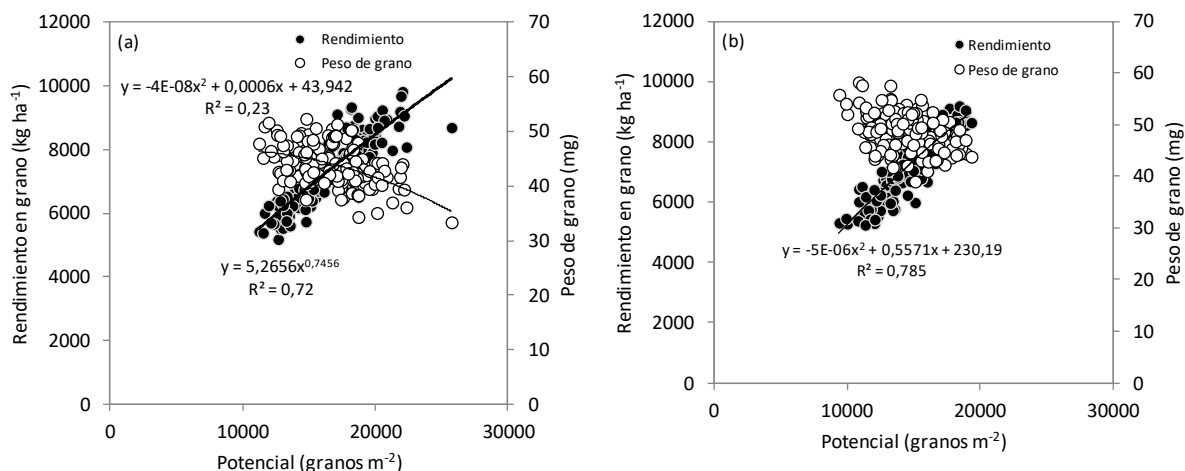 (a)
Rendimiento
Peso de grano
y = -4E-08x² + 0,0006x + 43,942
R² = 0,23
y = 5,2656x^0,7456
R² = 0,72
12000
10000
8000
6000
4000
2000
0
Rendimiento en grano (kg ha⁻¹)
70
60
50
40
30
20
10
0
Peso de grano (mg)
0
10000
20000
30000
Potencial (granos m⁻²)
(b)
Rendimiento
Peso de grano
y = -5E-06x² + 0,5571x + 230,19
R² = 0,785
12000
10000
8000
6000
4000
2000
0
Rendimiento en grano (kg ha⁻¹)
70
60
50
40
30
20
10
0
Peso de grano (mg)
0
10000
20000
30000
Potencial (granos m⁻²)